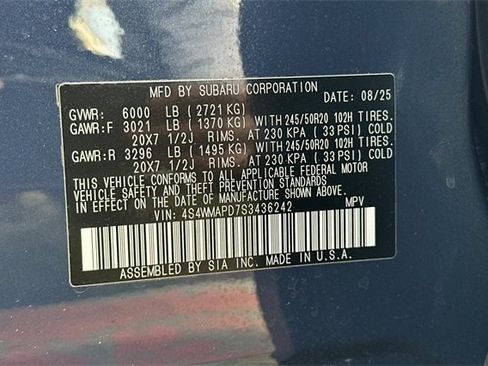 MFD BY SUBARU CORPORATION
DATE: 08/25
GVWR: 6000 LB (2721 KG)
GAWR:F 3021 LB (1370 KG) WITH 245/50R20 102H TIRES.
20X7 1/2J RIMS. AT 230 KPA (33 PSI) COLD
GAWR:R 3296 LB (1495 KG) WITH 245/50R20 102H TIRES.
20X7 1/2J RIMS. AT 230 KPA (33 PSI) COLD
THIS VEHICLE CONFORMS TO ALL APPLICABLE FEDERAL MOTOR
VEHICLE SAFETY AND THEFT PREVENTION STANDARDS
IN EFFECT ON THE DATE OF MANUFACTURE SHOWN ABOVE.
VIN: 4S4WMAPD7S3436242 MPV
ASSEMBLED BY SIA INC. MADE IN U.S.A.